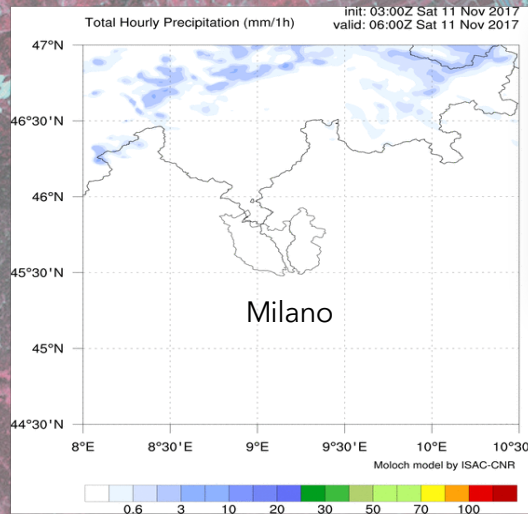 init: 03:00Z Sat 11 Nov 2017
Total Hourly Precipitation (mm/1h)
valid: 06:00Z Sat 11 Nov 2017
47°N
46°30'N
46°N
45°30'N
Milano
45°N
44°30'N
8°E 8°30'E 9°E 9°30'E 10°E 10°30'E
Moloch model by ISAC-CNR
0.6 3 10 20 30 50 70 100